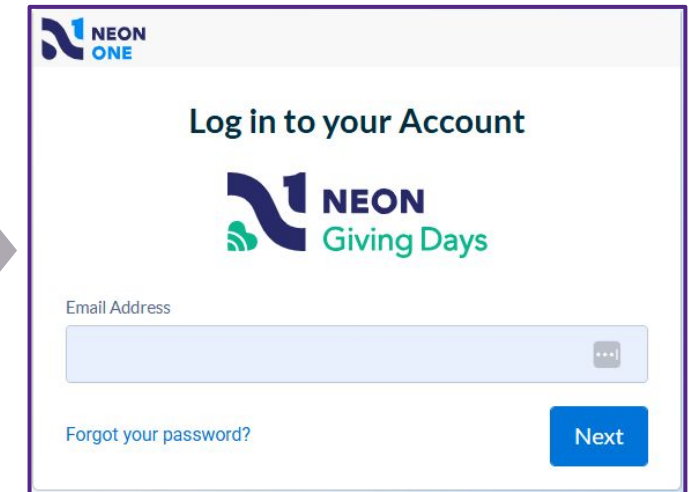 NEON
ONE
Log in to your Account
NEON
Giving Days
Email Address
Forgot your password?
Next